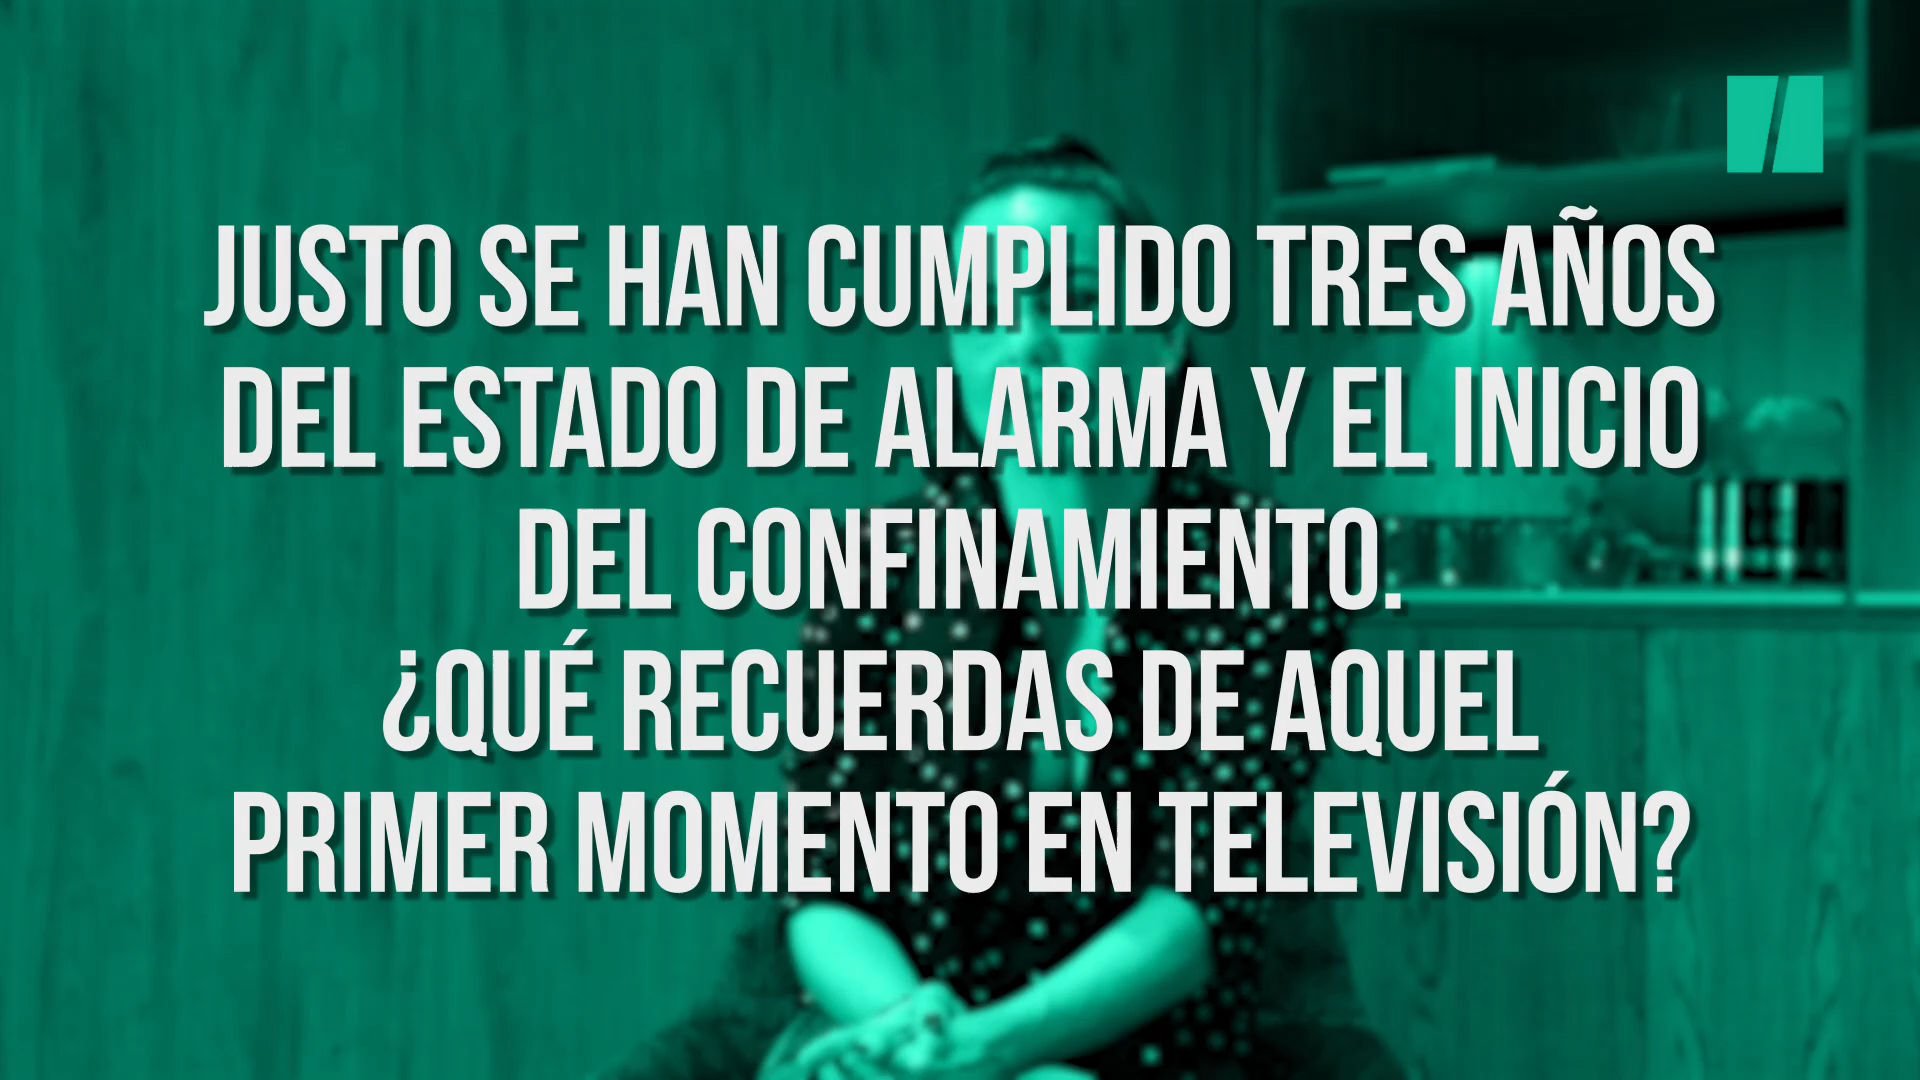 JUSTO SE HAN CUMPLIDO TRES AÑOS
DEL ESTADO DE ALARMA Y EL INICIO
DEL CONFINAMIENTO.
¿QUÉ RECUERDAS DE AQUEL
PRIMER MOMENTO EN TELEVISIÓN?